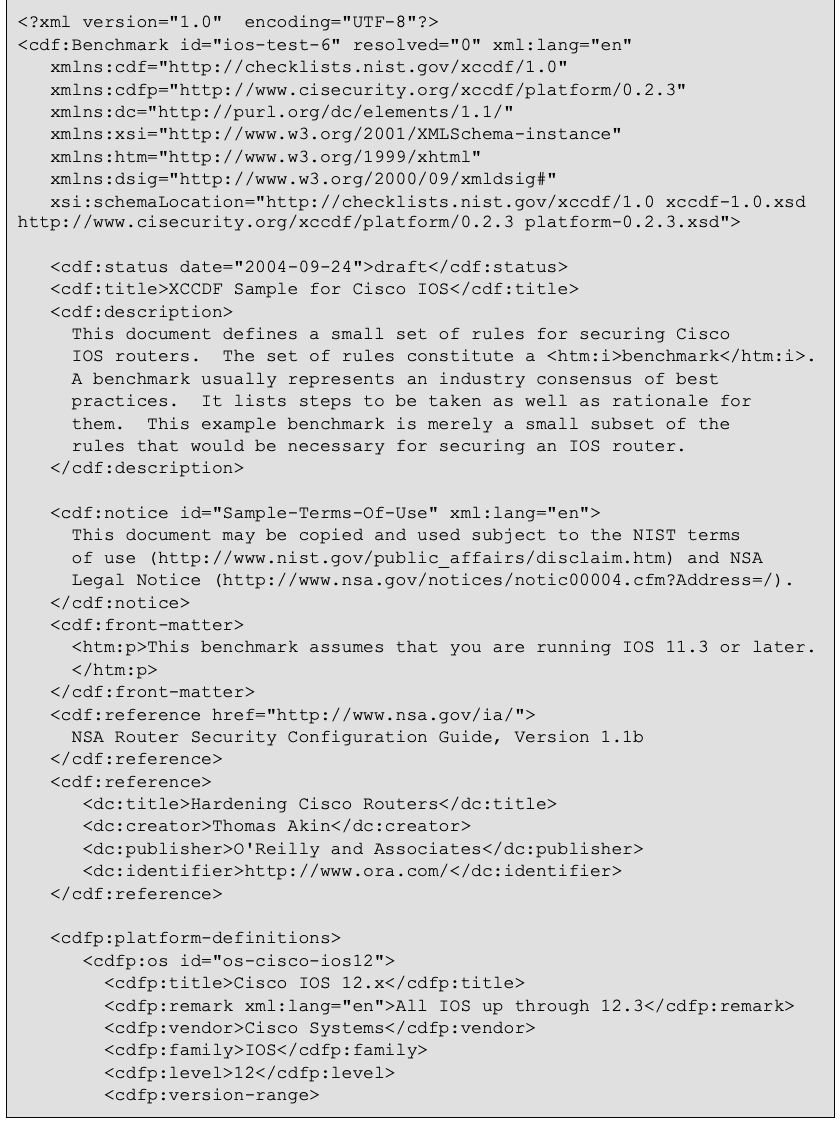 <?xml version="1.0"  encoding="UTF-8"?>
<cdf:Benchmark id="ios-test-6" resolved="0" xml:lang="en"
   xmlns:cdf="http://checklists.nist.gov/xccdf/1.0"
   xmlns:cdfp="http://www.cisecurity.org/xccdf/platform/0.2.3"
   xmlns:dc="http://purl.org/dc/elements/1.1/"
   xmlns:xsi="http://www.w3.org/2001/XMLSchema-instance"
   xmlns:htm="http://www.w3.org/1999/xhtml"
   xmlns:dsig="http://www.w3.org/2000/09/xmldsig#"
   xsi:schemaLocation="http://checklists.nist.gov/xccdf/1.0 xccdf-1.0.xsd
http://www.cisecurity.org/xccdf/platform/0.2.3 platform-0.2.3.xsd">

   <cdf:status date="2004-09-24">draft</cdf:status>
   <cdf:title>XCCDF Sample for Cisco IOS</cdf:title>
   <cdf:description>
     This document defines a small set of rules for securing Cisco
     IOS routers.  The set of rules constitute a <htm:i>benchmark</htm:i>.
     A benchmark usually represents an industry consensus of best
     practices.  It lists steps to be taken as well as rationale for
     them.  This example benchmark is merely a small subset of the
     rules that would be necessary for securing an IOS router.
   </cdf:description>

   <cdf:notice id="Sample-Terms-Of-Use" xml:lang="en">
     This document may be copied and used subject to the NIST terms
     of use (http://www.nist.gov/public_affairs/disclaim.htm) and NSA
     Legal Notice (http://www.nsa.gov/notices/notic00004.cfm?Address=/).
   </cdf:notice>
   <cdf:front-matter>
     <htm:p>This benchmark assumes that you are running IOS 11.3 or later.
     </htm:p>
   </cdf:front-matter>
   <cdf:reference href="http://www.nsa.gov/ia/">
     NSA Router Security Configuration Guide, Version 1.1b
   </cdf:reference>
   <cdf:reference>
      <dc:title>Hardening Cisco Routers</dc:title>
      <dc:creator>Thomas Akin</dc:creator>
      <dc:publisher>O'Reilly and Associates</dc:publisher>
      <dc:identifier>http://www.ora.com/</dc:identifier>
   </cdf:reference>

   <cdfp:platform-definitions>
      <cdfp:os id="os-cisco-ios12">
        <cdfp:title>Cisco IOS 12.x</cdfp:title>
        <cdfp:remark xml:lang="en">All IOS up through 12.3</cdfp:remark>
        <cdfp:vendor>Cisco Systems</cdfp:vendor>
        <cdfp:family>IOS</cdfp:family>
        <cdfp:level>12</cdfp:level>
        <cdfp:version-range>